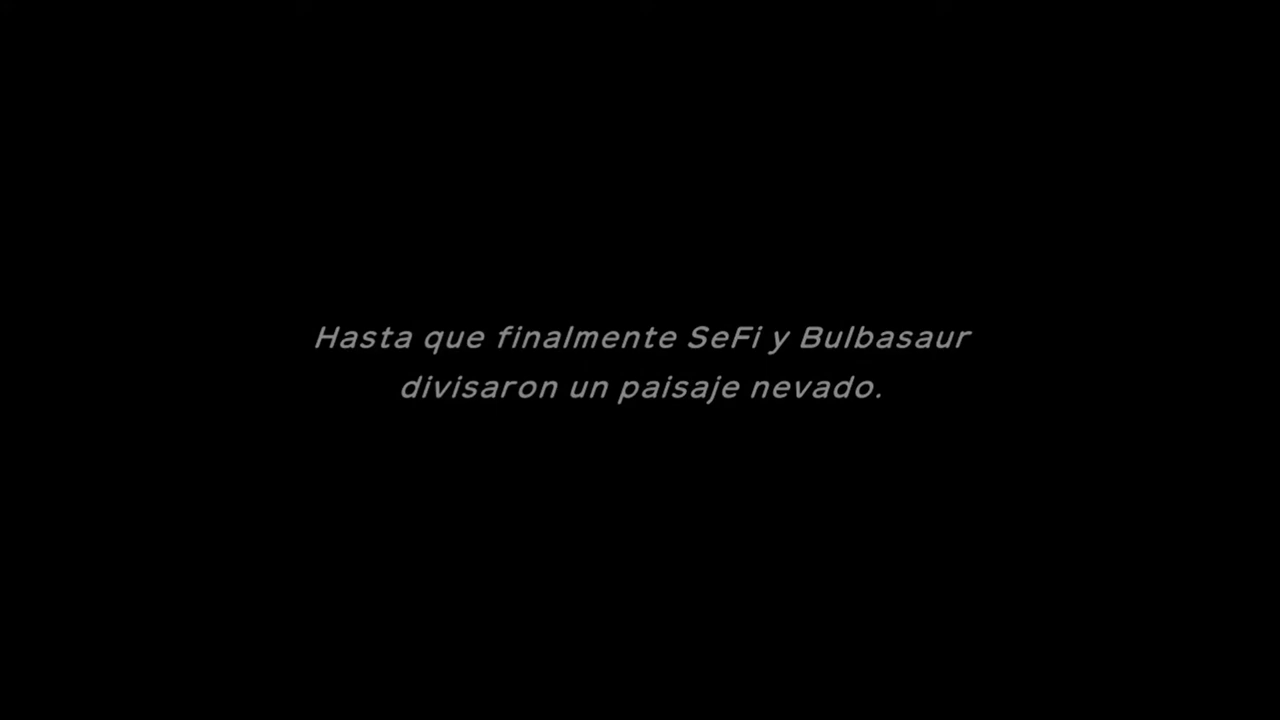 Hasta que finalmente SeFi y Bulbasaur
divisaron un paisaje nevado.